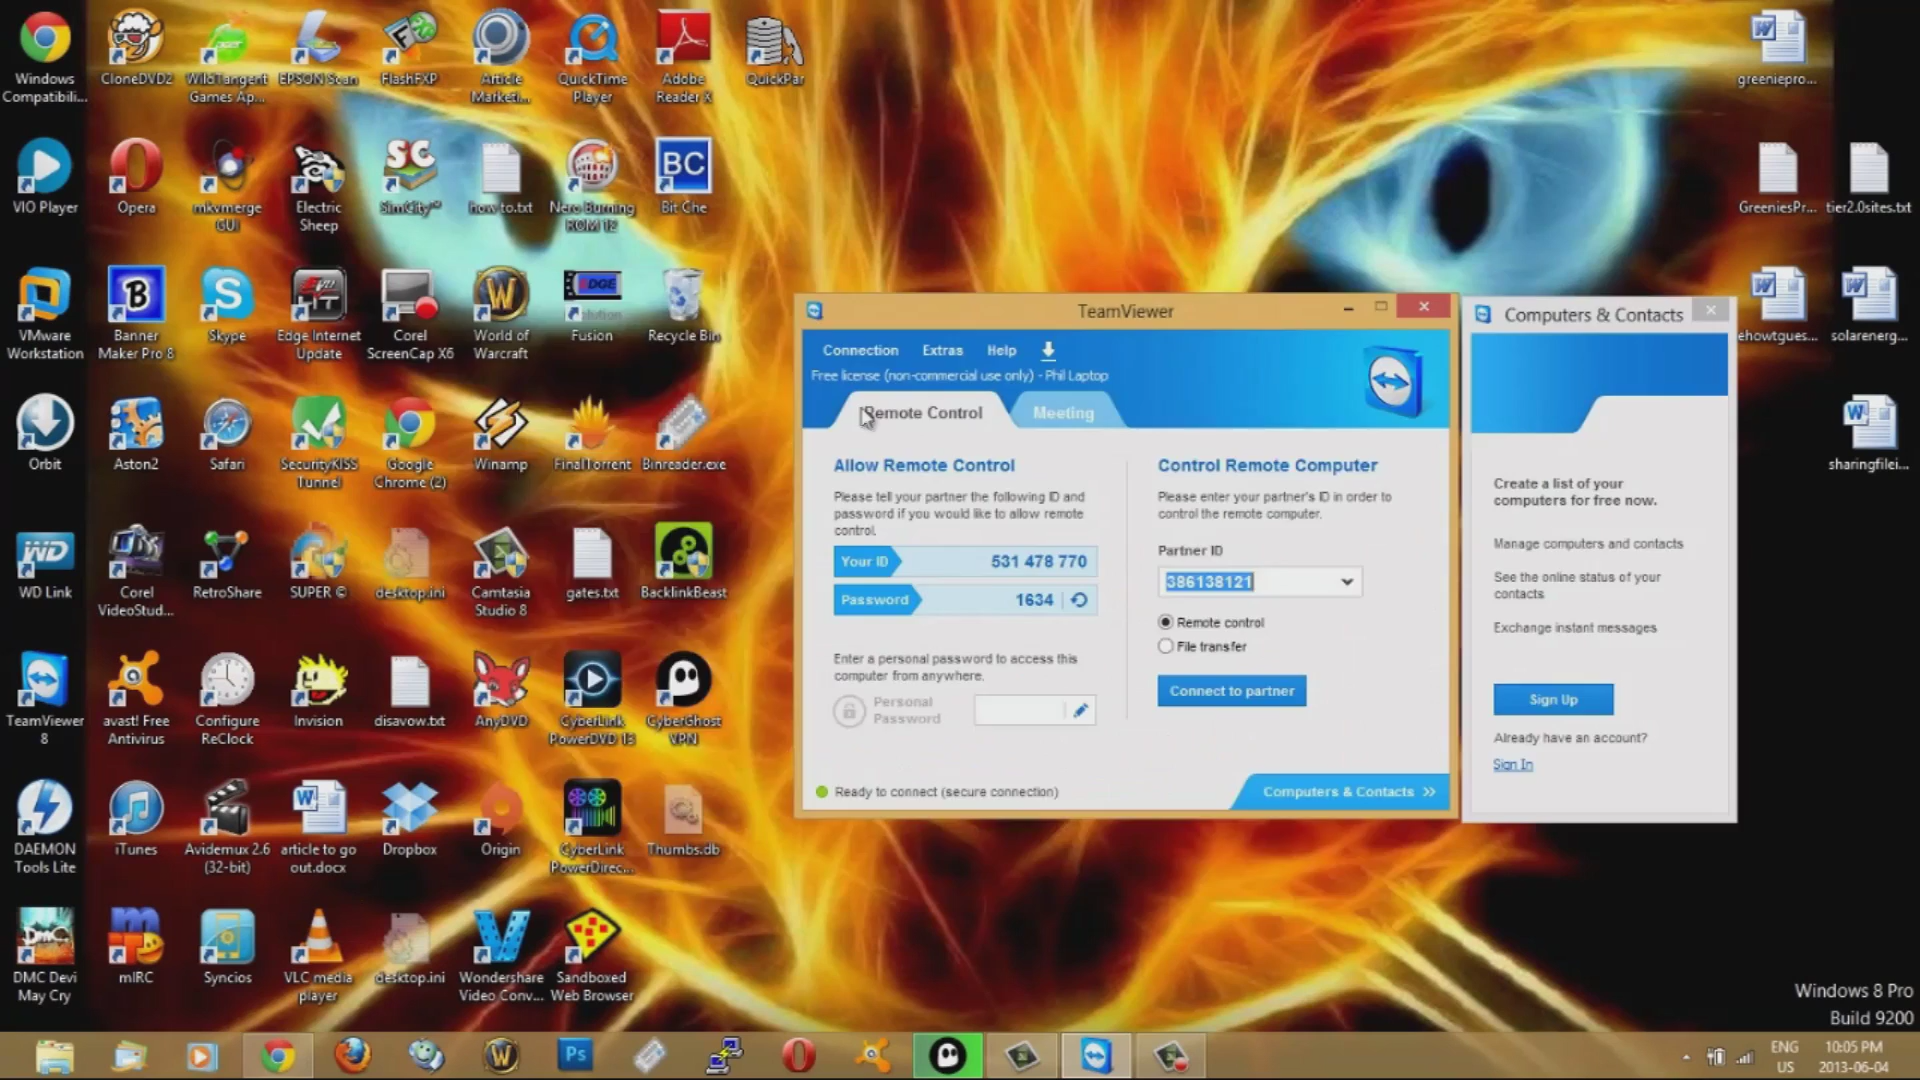 Windows
Compatibili...
CloneDVD2
WildTangent
Games Ap...
EPSON Scan
FlashFXP
Article
Marketi...
QuickTime
Player
Adobe
Reader X
QuickPar
greeniepro...
VIO Player
Opera
mkvmerge
GUI
Electric
Sheep
SC
SimCity™
how-to.txt
Nero Burning
ROM 12
BC
Bit Che
GreeniesPr...
tier2.0sites.txt
VMware
Workstation
B
Banner
Maker Pro 8
S
Skype
HT
Edge Internet
Update
Corel
ScreenCap X6
World of
Warcraft
EDGE
Fusion
Recycle Bin
ehowtgues...
solarenerg...
Orbit
Aston2
Safari
SecurityKISS
Tunnel
Google
Chrome (2)
Winamp
FinalTorrent
Binreader.exe
sharingfilei...
WD
WD Link
Corel
VideoStud...
RetroShare
SUPER ©
desktop.ini
Camtasia
Studio 8
gates.txt
BacklinkBeast
TeamViewer
8
avast! Free
Antivirus
Configure
ReClock
Invision
disavow.txt
AnyDVD
CyberLink
PowerDVD 13
CyberGhost
VPN
DAEMON
Tools Lite
iTunes
Avidemux 2.6
(32-bit)
article to go
out.docx
Dropbox
Origin
CyberLink
PowerDirec...
Thumbs.db
DMC Devi
May Cry
mIRC
Syncios
VLC media
player
desktop.ini
Wondershare
Video Conv...
Sandboxed
Web Browser
TeamViewer
Connection
Extras
Help
Free license (non-commercial use only) - Phil Laptop
Remote Control
Meeting
Allow Remote Control
Please tell your partner the following ID and
password if you would like to allow remote
control.
Your ID
531 478 770
Password
1634
Enter a personal password to access this
computer from anywhere.
Personal
Password
Control Remote Computer
Please enter your partner's ID in order to
control the remote computer.
Partner ID
386138121
Remote control
File transfer
Connect to partner
Ready to connect (secure connection)
Computers & Contacts >>
Computers & Contacts
Create a list of your
computers for free now.
Manage computers and contacts
See the online status of your
contacts
Exchange instant messages
Sign Up
Already have an account?
Sign In
Windows 8 Pro
Build 9200
Ps
ENG
US
10:05 PM
2013-06-04